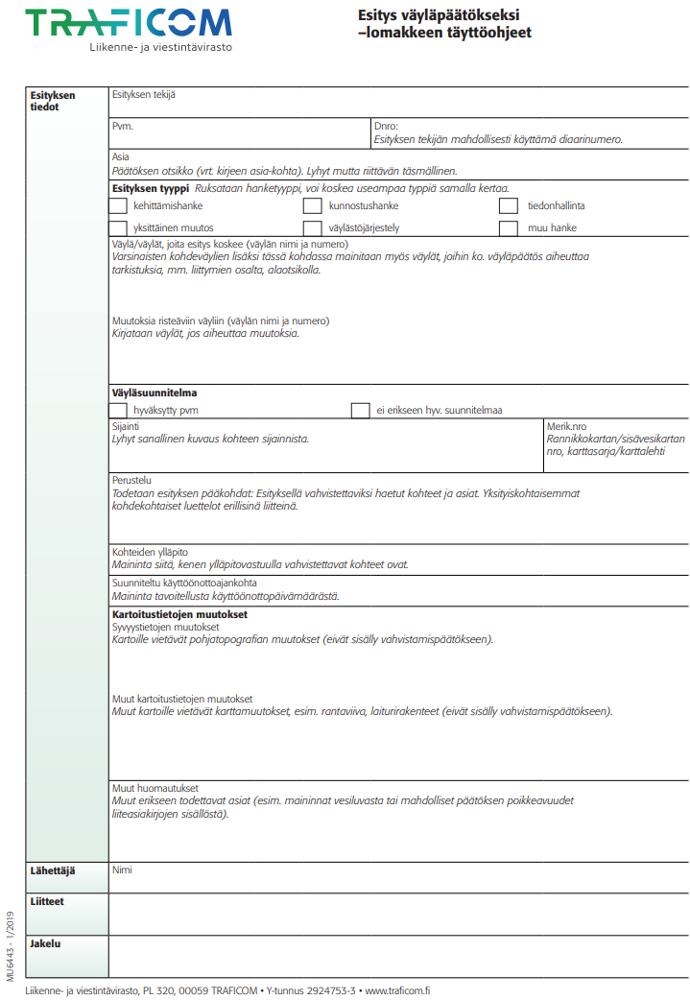 TRAFICOM
Liikenne- ja viestintävirasto
Esitys väyläpäätökseksi
–lomakkeen täyttöohjeet
Esityksen
tiedot
Esityksen tekijä
Pvm.
Dnro:
Esityksen tekijän mahdollisesti käyttämä diaarinumero.
Asia
Päätöksen otsikko (vrt. kirjeen asia-kohta). Lyhyt mutta riittävän täsmällinen.
Esityksen tyyppi Ruksataan hanketyyppi, voi koskea useampaa typpiä samalla kertaa.
kehittämishanke kunnostushanke tiedonhallinta
yksittäinen muutos väylästöjärjestely muu hanke
Väylä/väylät, joita esitys koskee (väylän nimi ja numero)
Varsinaisten kohdeväylien lisäksi tässä kohdassa mainitaan myös väylät, joihin ko. väyläpäätös aiheuttaa
tarkistuksia, mm. liittymien osalta, alaotsikolla.
Muutoksia risteäviin väyliin (väylän nimi ja numero)
Kirjataan väylät, jos aiheuttaa muutoksia.
Väyläsuunnitelma
hyväksytty pvm ei erikseen hyv. suunnitelmaa
Sijainti
Lyhyt sanallinen kuvaus kohteen sijainnista.
Merik.nro
Rannikkokartan/sisävesikartan
nro, karttasarja/karttalehti
Perustelu
Todetaan esityksen pääkohdat: Esityksellä vahvistettaviksi haetut kohteet ja asiat. Yksityiskohtaisemmat
kohdekohtaiset luettelot erillisinä liitteinä.
Kohteiden ylläpito
Maininta siitä, kenen ylläpitovastuulla vahvistettavat kohteet ovat.
Suunniteltu käyttöönottoajankohta
Maininta tavoitellusta käyttöönottopäivämäärästä.
Kartoitustietojen muutokset
Syvyystietojen muutokset
Kartoille vietävät pohjatopografian muutokset (eivät sisälly vahvistamispäätökseen).
Muut kartoitustietojen muutokset
Muut kartoille vietävät karttamuutokset, esim. rantaviiva, laiturirakenteet (eivät sisälly vahvistamispäätökseen).
Muut huomautukset
Muut erikseen todettavat asiat (esim. maininnat vesiluvasta tai mahdolliset päätöksen poikkeavuudet
liiteasiakirjojen sisällöstä).
Lähettäjä
Nimi
Liitteet
Jakelu
MU6443 - 1/2019
Liikenne- ja viestintävirasto, PL 320, 00059 TRAFICOM • Y-tunnus 2924753-3 • www.traficom.fi